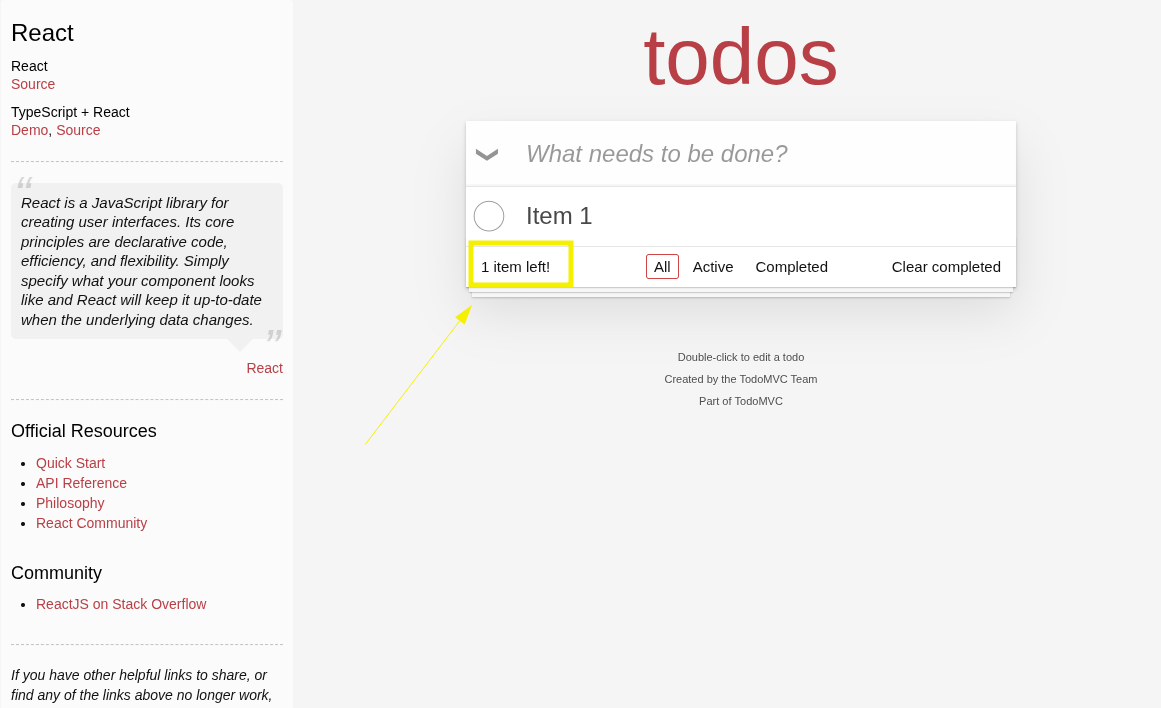 React
React
Source
TypeScript + React
Demo, Source
“
React is a JavaScript library for
creating user interfaces. Its core
principles are declarative code,
efficiency, and flexibility. Simply
specify what your component looks
like and React will keep it up-to-date
when the underlying data changes.
”
React
Official Resources
• Quick Start
• API Reference
• Philosophy
• React Community
Community
• ReactJS on Stack Overflow
If you have other helpful links to share, or
find any of the links above no longer work,
todos
What needs to be done?
Item 1
1 item left! All Active Completed Clear completed
Double-click to edit a todo
Created by the TodoMVC Team
Part of TodoMVC